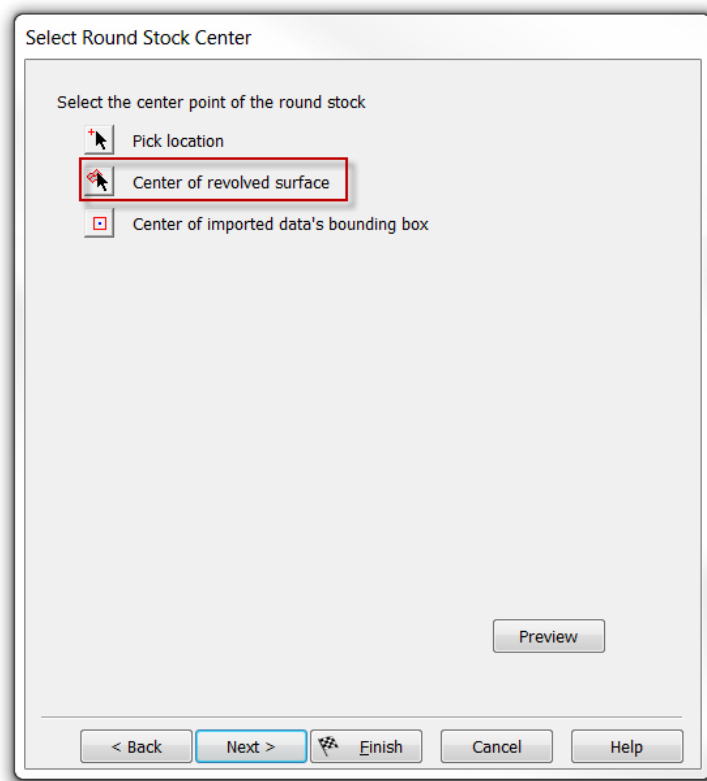 Select Round Stock Center
Select the center point of the round stock
Pick location
Center of revolved surface
Center of imported data's bounding box
Preview
< Back Next > Finish Cancel Help